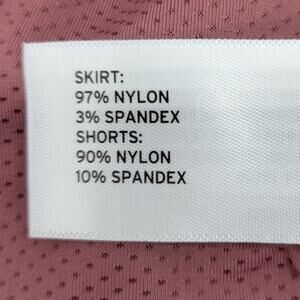 SKIRT:
97% NYLON
3% SPANDEX
SHORTS:
90% NYLON
10% SPANDEX